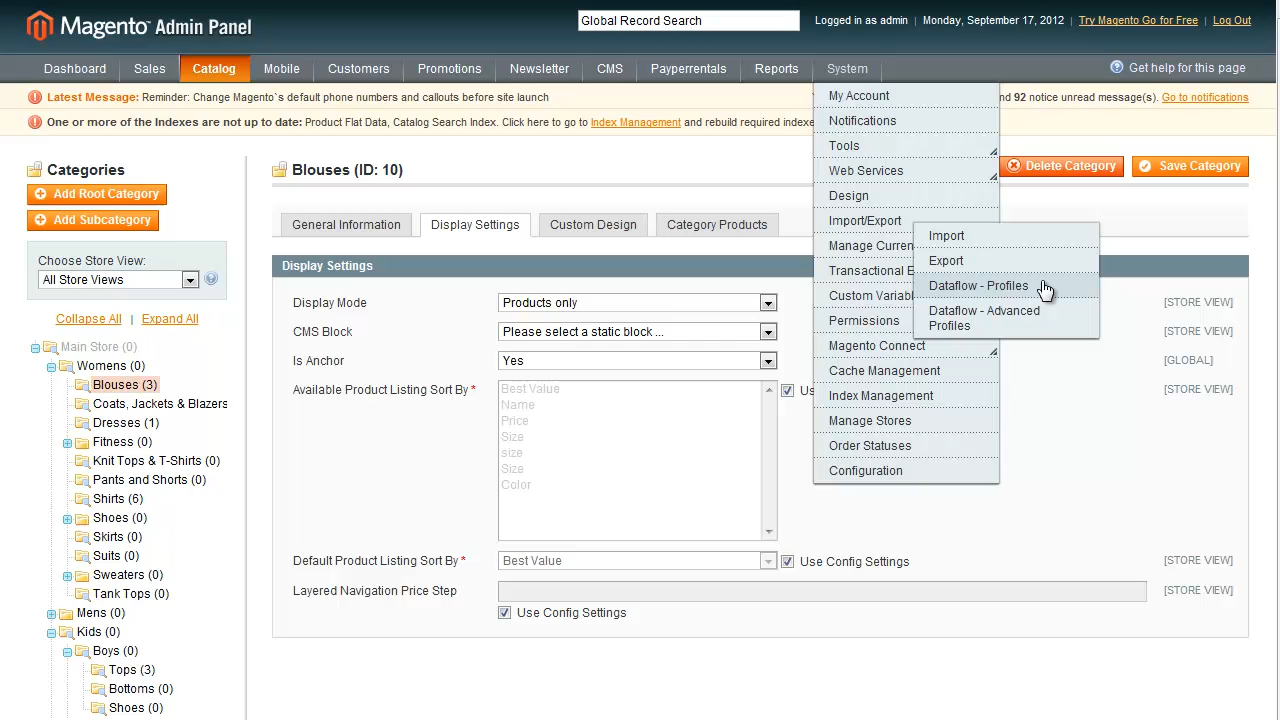 Magento™ Admin Panel
Global Record Search
Logged in as admin | Monday, September 17, 2012 | Try Magento Go for Free | Log Out
Dashboard
Sales
Catalog
Mobile
Customers
Promotions
Newsletter
CMS
Payperrentals
Reports
System
Get help for this page
Latest Message: Reminder: Change Magento`s default phone numbers and callouts before site launch
nd 92 notice unread message(s). Go to notifications
One or more of the Indexes are not up to date: Product Flat Data, Catalog Search Index. Click here to go to Index Management and rebuild required indexe
My Account
Notifications
Tools
Web Services
Design
Import/Export
Manage Curren
Transactional E
Custom Variabl
Permissions
Magento Connect
Cache Management
Index Management
Manage Stores
Order Statuses
Configuration
Import
Export
Dataflow - Profiles
Dataflow - Advanced
Profiles
Categories
Add Root Category
Add Subcategory
Choose Store View:
All Store Views
Collapse All | Expand All
Main Store (0)
Womens (0)
Blouses (3)
Coats, Jackets & Blazers
Dresses (1)
Fitness (0)
Knit Tops & T-Shirts (0)
Pants and Shorts (0)
Shirts (6)
Shoes (0)
Skirts (0)
Suits (0)
Sweaters (0)
Tank Tops (0)
Mens (0)
Kids (0)
Boys (0)
Tops (3)
Bottoms (0)
Shoes (0)
Blouses (ID: 10)
Delete Category
Save Category
General Information
Display Settings
Custom Design
Category Products
Display Settings
Display Mode
Products only
[STORE VIEW]
CMS Block
Please select a static block ...
[STORE VIEW]
Is Anchor
Yes
[GLOBAL]
Available Product Listing Sort By *
Best Value
Name
Price
Size
size
Size
Color
Us
[STORE VIEW]
Default Product Listing Sort By *
Best Value
Use Config Settings
[STORE VIEW]
Layered Navigation Price Step
[STORE VIEW]
Use Config Settings